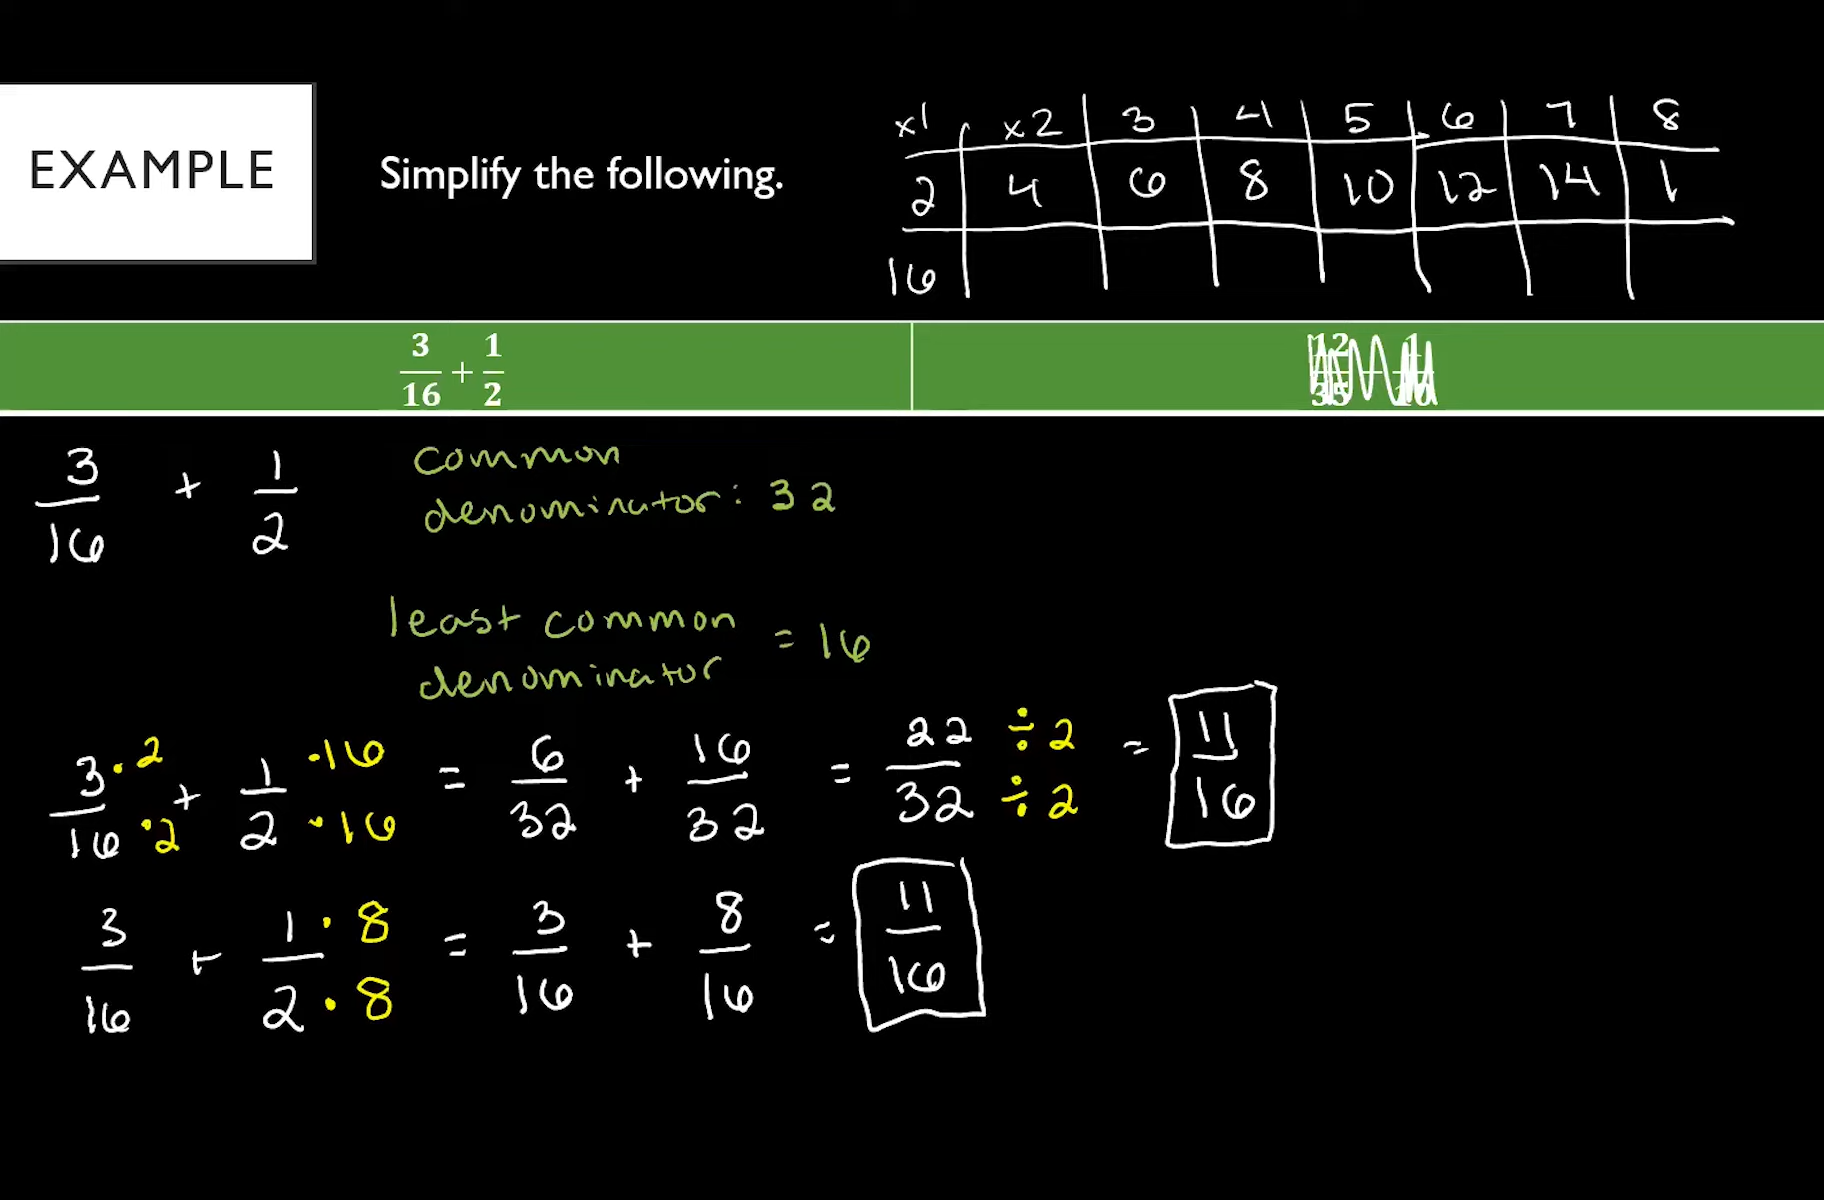 EXAMPLE
Simplify the following.
x1 x2 3 4 5 6 7 8
2 4 6 8 10 12 14 1
16
3/16 + 1/2
3/16 + 1/2
common
denominator: 32
least common
denominator = 16
3·2/16·2 + 1·16/2·16 = 6/32 + 16/32 = 22÷2/32÷2 = 11/16
3/16 + 1·8/2·8 = 3/16 + 8/16 = 11/16